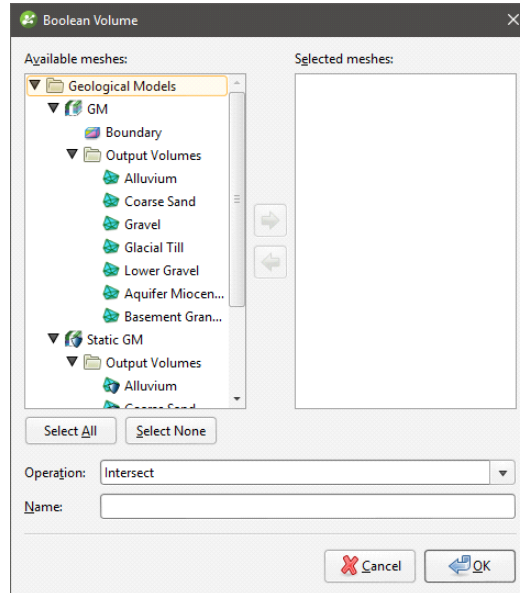 Boolean Volume
Available meshes:
Selected meshes:
Geological Models
GM
Boundary
Output Volumes
Alluvium
Coarse Sand
Gravel
Glacial Till
Lower Gravel
Aquifer Miocen...
Basement Gran...
Static GM
Output Volumes
Alluvium
Coarse Sand
Select All
Select None
Operation: Intersect
Name:
Cancel
OK